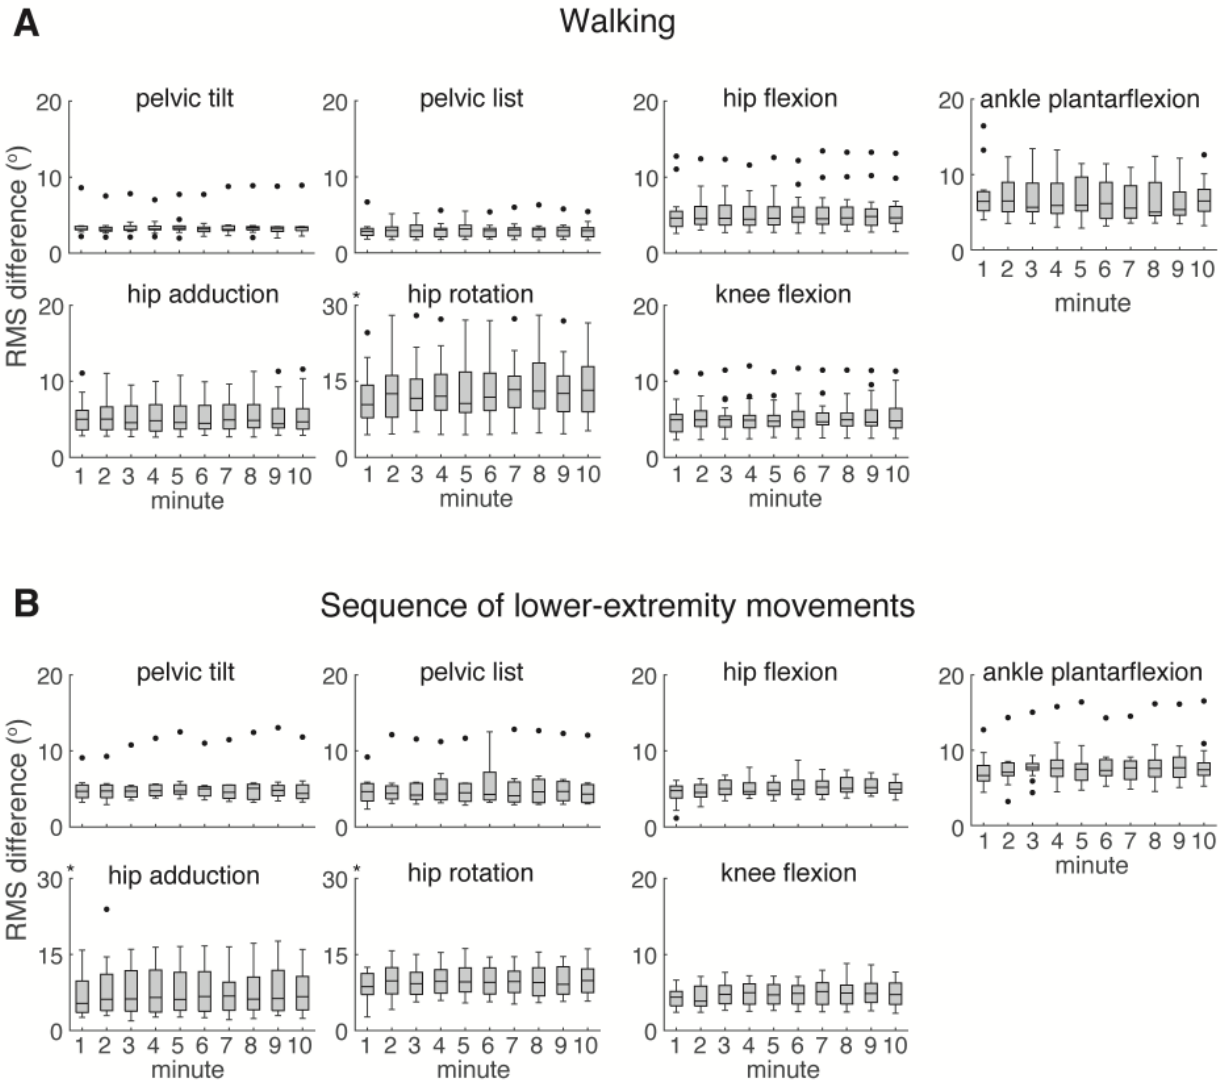 A
Walking
RMS difference (°)
pelvic tilt
20
10
0
pelvic list
20
10
0
hip flexion
20
10
0
ankle plantarflexion
20
10
0
1 2 3 4 5 6 7 8 9 10
minute
hip adduction
20
10
0
1 2 3 4 5 6 7 8 9 10
minute
*
hip rotation
30
15
0
1 2 3 4 5 6 7 8 9 10
minute
knee flexion
20
10
0
1 2 3 4 5 6 7 8 9 10
minute
B
Sequence of lower-extremity movements
RMS difference (°)
pelvic tilt
20
10
0
pelvic list
20
10
0
hip flexion
20
10
0
ankle plantarflexion
20
10
0
1 2 3 4 5 6 7 8 9 10
minute
*
hip adduction
30
15
0
1 2 3 4 5 6 7 8 9 10
minute
*
hip rotation
30
15
0
1 2 3 4 5 6 7 8 9 10
minute
knee flexion
20
10
0
1 2 3 4 5 6 7 8 9 10
minute